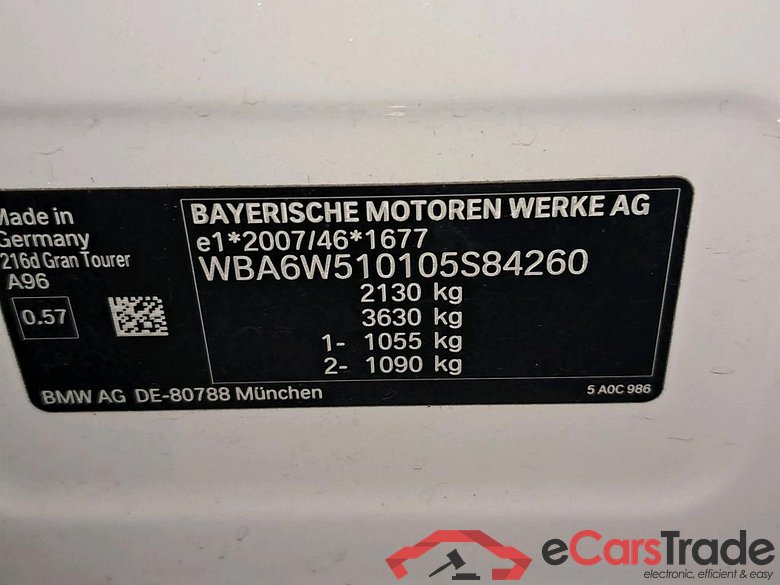 Made in
Germany
216d Gran Tourer
A96
0.57
BAYERISCHE MOTOREN WERKE AG
e1*2007/46*1677
WBA6W510105S84260
2130 kg
3630 kg
1- 1055 kg
2- 1090 kg
BMW AG DE-80788 München
5 A0C 986
eCarsTrade
electronic, efficient & easy